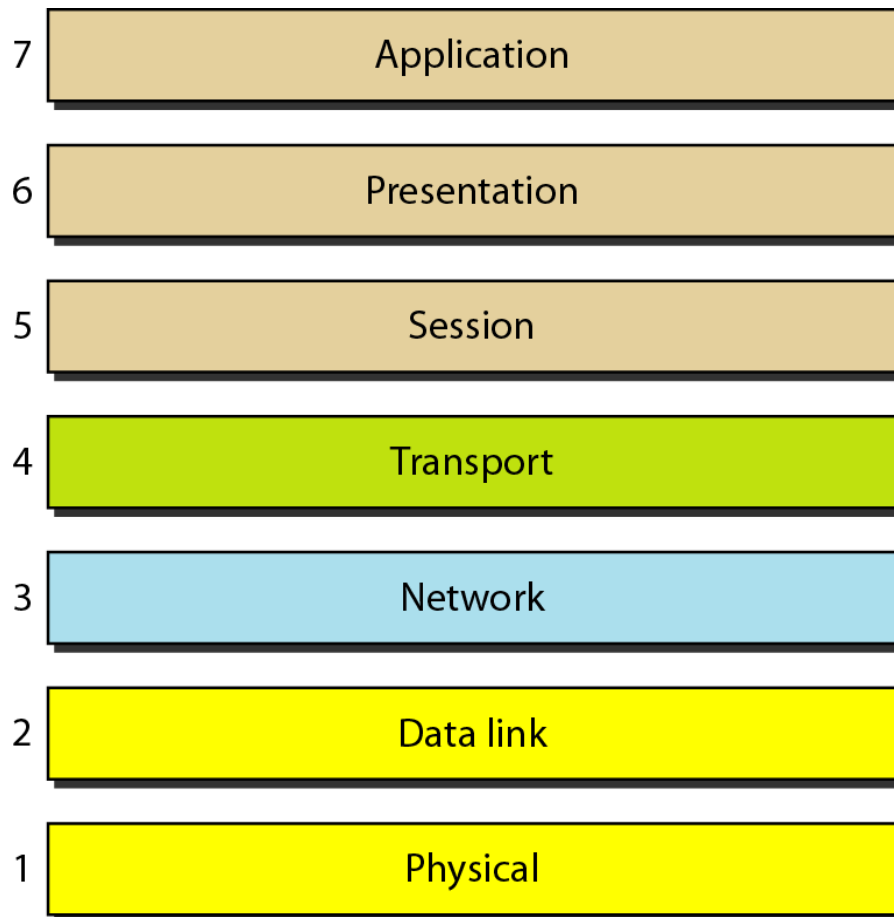 7 Application
6 Presentation
5 Session
4 Transport
3 Network
2 Data link
1 Physical